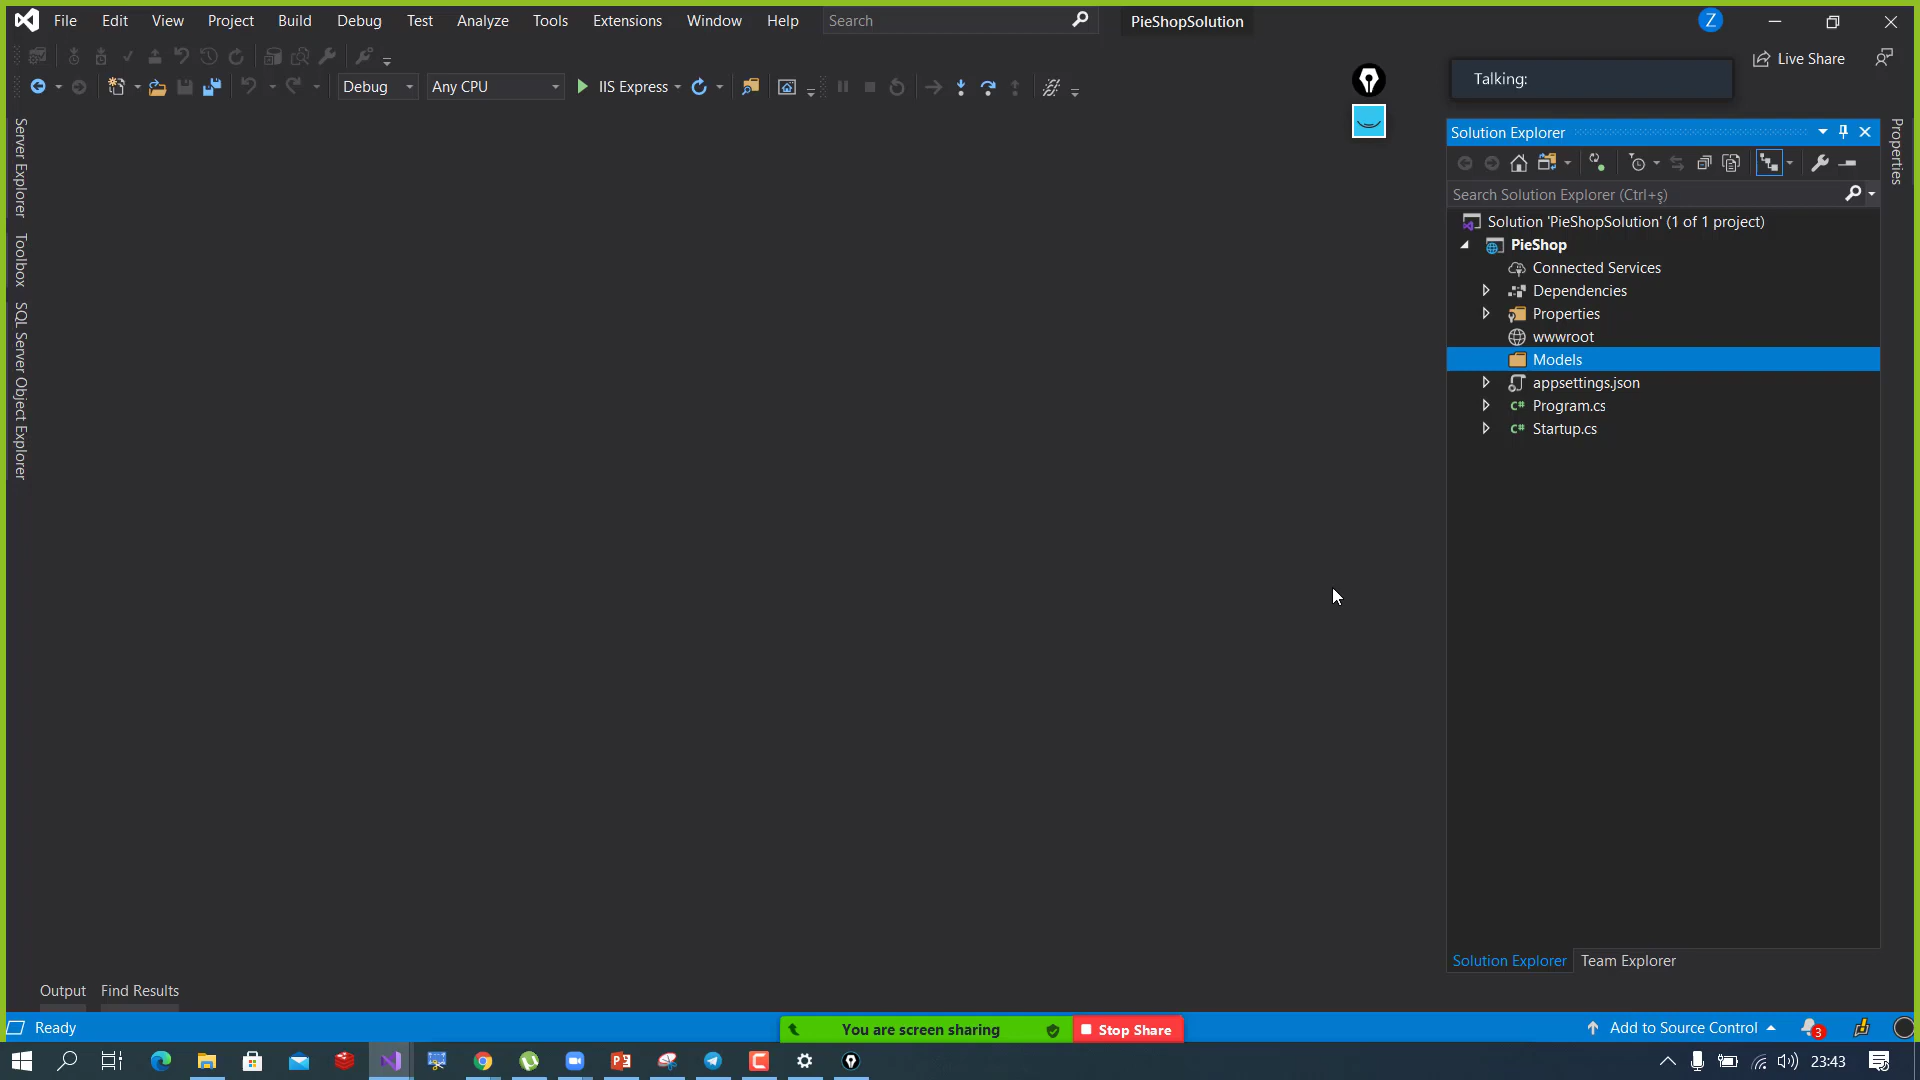 File Edit View Project Build Debug Test Analyze Tools Extensions Window Help Search PieShopSolution Z
Live Share
Talking:
Debug Any CPU IIS Express
Server Explorer
Toolbox
SQL Server Object Explorer
Solution Explorer
Properties
Search Solution Explorer (Ctrl+ş)
Solution 'PieShopSolution' (1 of 1 project)
PieShop
Connected Services
Dependencies
Properties
wwwroot
Models
appsettings.json
C# Program.cs
C# Startup.cs
Solution Explorer Team Explorer
Output Find Results
Ready
You are screen sharing Stop Share
Add to Source Control 3
23:43